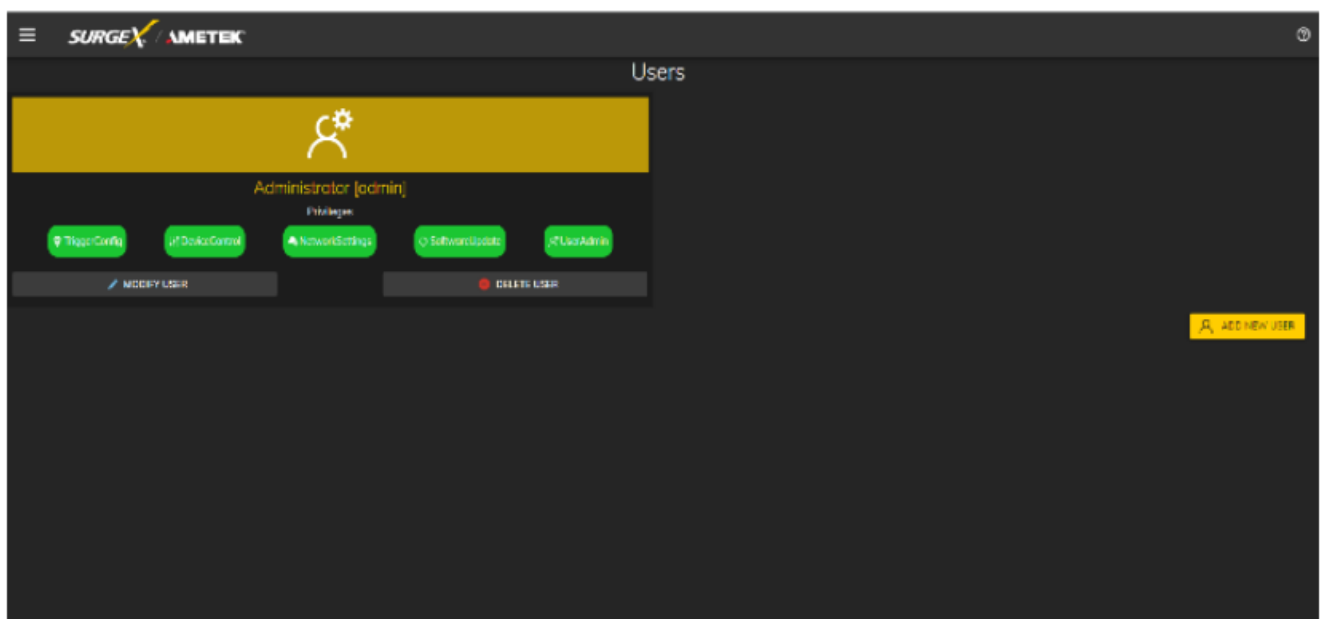 SURGEX / AMETEK
Users
Administrator [admin]
Privileges
TriggerConfig DeviceControl NetworkSettings SoftwareUpdate UserAdmin
MODIFY USER DELETE USER
ADD NEW USER